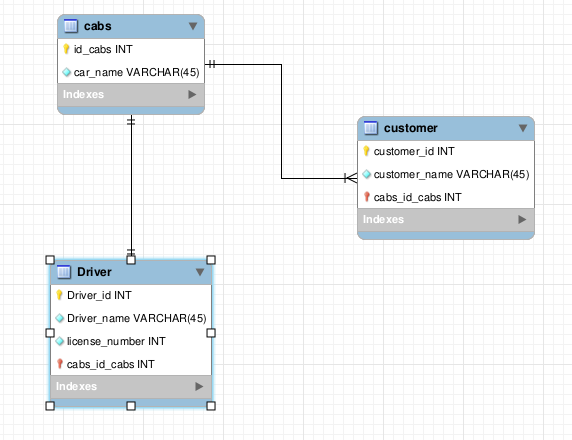 cabs
id_cabs INT
car_name VARCHAR(45)
Indexes
customer
customer_id INT
customer_name VARCHAR(45)
cabs_id_cabs INT
Indexes
Driver
Driver_id INT
Driver_name VARCHAR(45)
license_number INT
cabs_id_cabs INT
Indexes